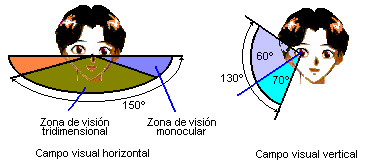 60°
130°
70°
150°
Zona de visión
tridimensional
Zona de visión
monocular
Campo visual horizontal
Campo visual vertical